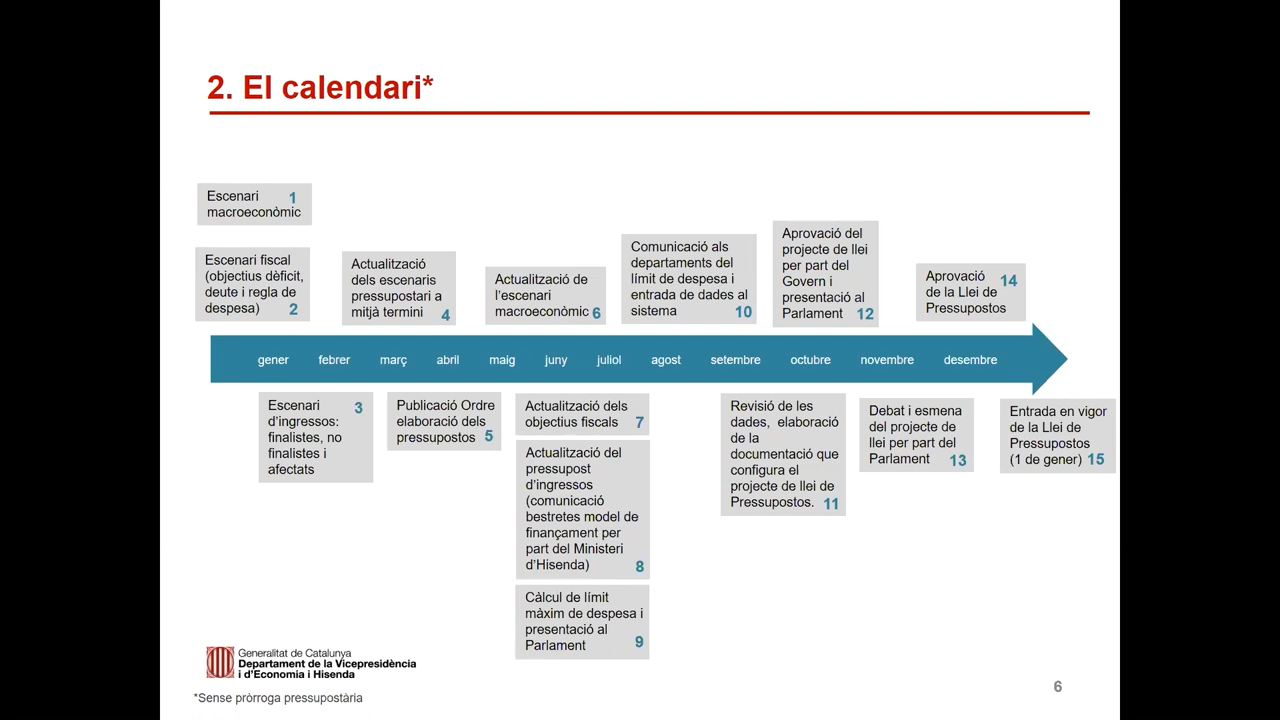 2. El calendari*
Escenari 1
macroeconòmic
Escenari fiscal
(objectius dèficit,
deute i regla de
despesa) 2
Actualització
dels escenaris
pressupostari a
mitjà termini 4
Actualització de
l'escenari
macroeconòmic 6
Comunicació als
departaments del
límit de despesa i
entrada de dades al
sistema 10
Aprovació del
projecte de llei
per part del
Govern i
presentació al
Parlament 12
Aprovació 14
de la Llei de
Pressupostos
gener febrer març abril maig juny juliol agost setembre octubre novembre desembre
Escenari 3
d'ingressos:
finalistes, no
finalistes i
afectats
Publicació Ordre
elaboració dels
pressupostos 5
Actualització dels
objectius fiscals 7
Actualització del
pressupost
d'ingressos
(comunicació
bestretes model de
finançament per
part del Ministeri
d'Hisenda) 8
Càlcul de límit
màxim de despesa i
presentació al
Parlament 9
Revisió de les
dades, elaboració
de la
documentació que
configura el
projecte de llei de
Pressupostos. 11
Debat i esmena
del projecte de
llei per part del
Parlament 13
Entrada en vigor
de la Llei de
Pressupostos
(1 de gener) 15
Generalitat de Catalunya
Departament de la Vicepresidència
i d'Economia i Hisenda
*Sense pròrroga pressupostària
6